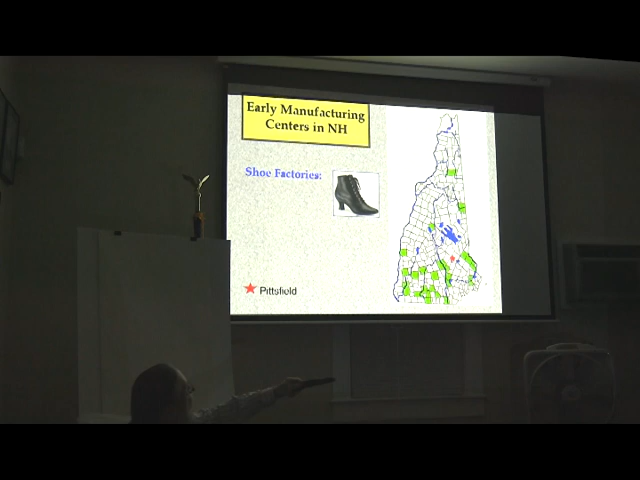 Early Manufacturing
Centers in NH
Shoe Factories:
Pittsfield